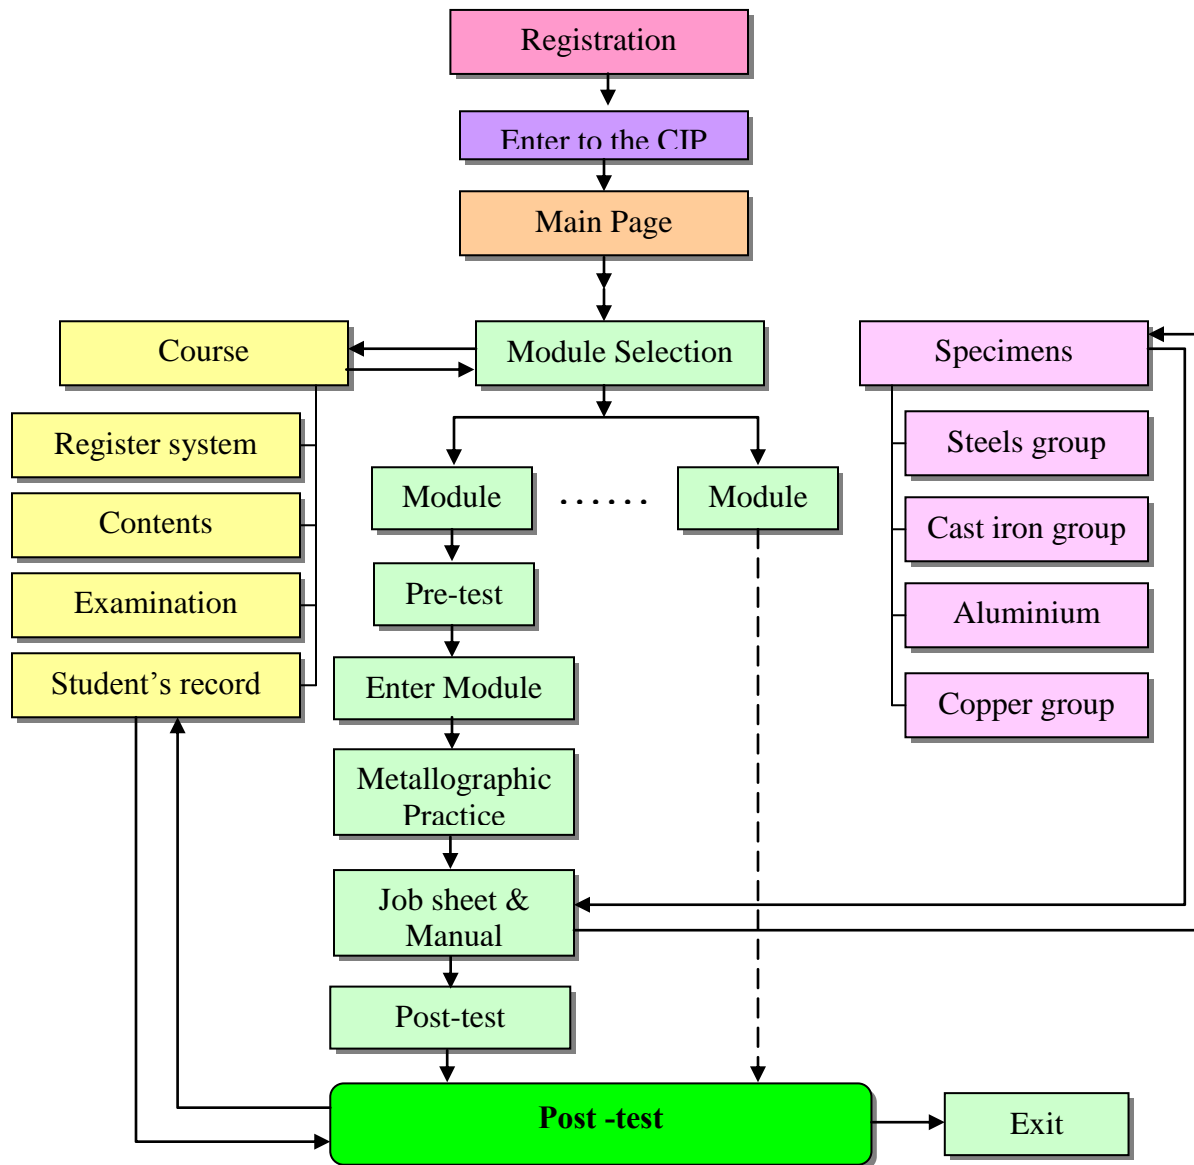 Registration
Enter to the CIP
Main Page
Course
Module Selection
Specimens
Register system
Contents
Examination
Student’s record
Module
......
Module
Pre-test
Enter Module
Metallographic
Practice
Job sheet &
Manual
Post-test
Steels group
Cast iron group
Aluminium
Copper group
Post -test
Exit